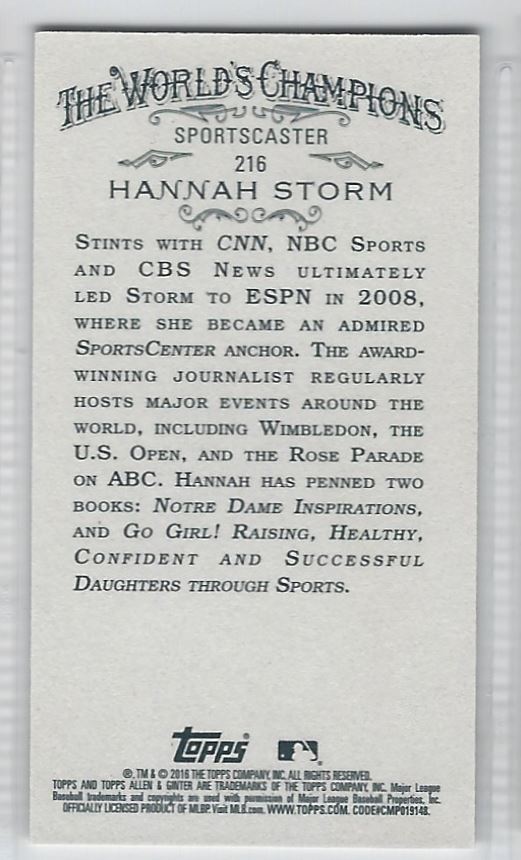 THE WORLD'S CHAMPIONS
SPORTSCASTER
216
HANNAH STORM
STINTS WITH CNN, NBC SPORTS
AND CBS NEWS ULTIMATELY
LED STORM TO ESPN IN 2008,
WHERE SHE BECAME AN ADMIRED
SPORTSCENTER ANCHOR. THE AWARD-
WINNING JOURNALIST REGULARLY
HOSTS MAJOR EVENTS AROUND THE
WORLD, INCLUDING WIMBLEDON, THE
U.S. OPEN, AND THE ROSE PARADE
ON ABC. HANNAH HAS PENNED TWO
BOOKS: NOTRE DAME INSPIRATIONS,
AND GO GIRL! RAISING, HEALTHY,
CONFIDENT AND SUCCESSFUL
DAUGHTERS THROUGH SPORTS.
Topps
®, TM & © 2016 THE TOPPS COMPANY, INC. ALL RIGHTS RESERVED.
TOPPS AND TOPPS ALLEN & GINTER ARE TRADEMARKS OF THE TOPPS COMPANY, INC. Major League
Baseball trademarks and copyrights are used with permission of Major League Baseball Properties, Inc.
OFFICIALLY LICENSED PRODUCT OF MLBP. Visit MLB.com. WWW.TOPPS.COM. CODE#CMP019148.